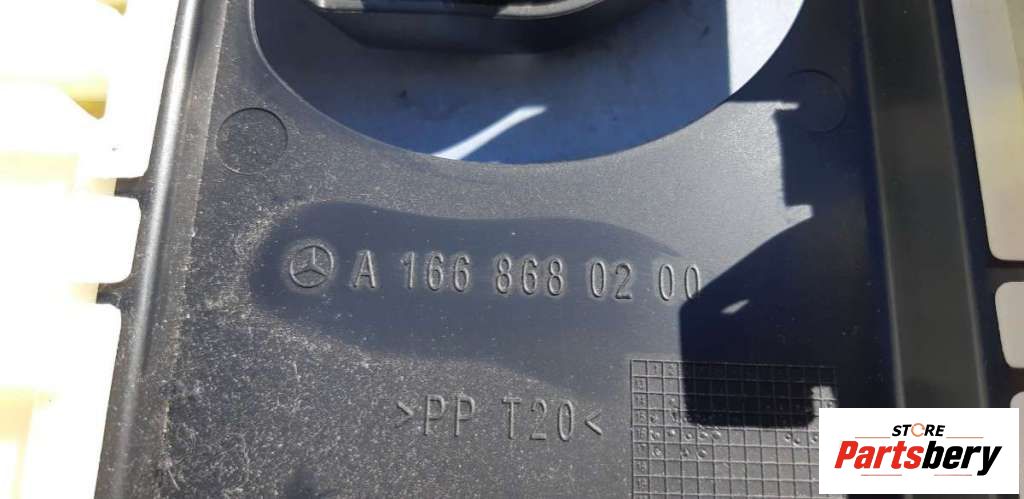 A 166 868 02 00
>PP T20<
STORE
Partsbery